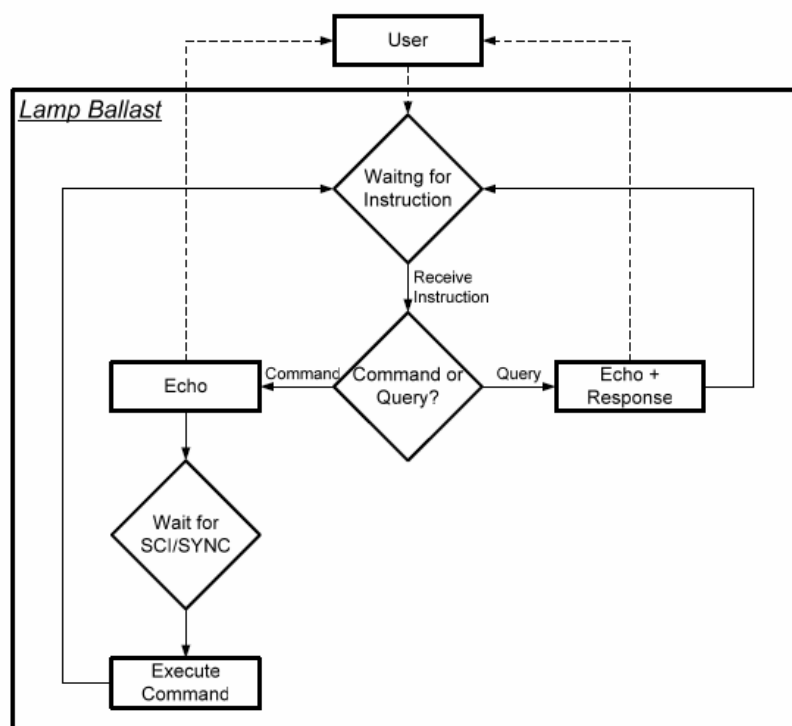 User
Lamp Ballast
Waitng for
Instruction
Receive
Instruction
Command
Command or
Query?
Query
Echo
Echo +
Response
Wait for
SCI/SYNC
Execute
Command